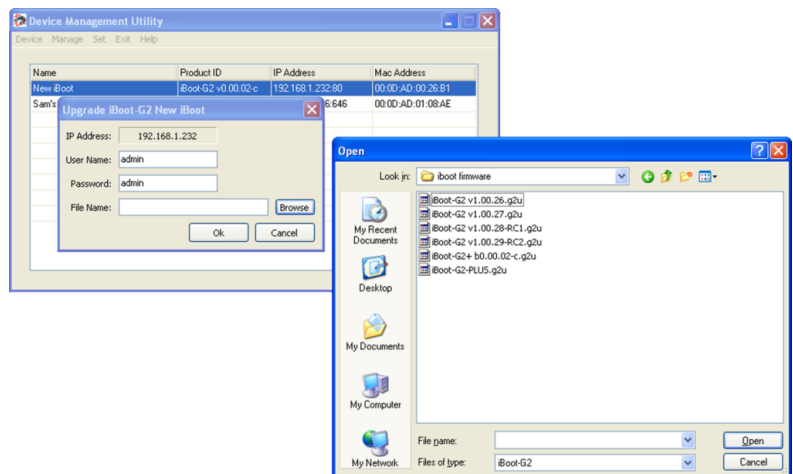 Device Management Utility
Device Manage Set Exit Help
Name Product ID IP Address Mac Address
New iBoot iBoot-G2 v0.00.02-c 192.168.1.232:80 00:0D:AD:00:26:B1
Sam's 6:646 00:0D:AD:01:08:AE
Upgrade iBoot-G2 New iBoot
IP Address: 192.168.1.232
User Name: admin
Password: admin
File Name: Browse
Ok Cancel
Open
Look in: iboot firmware
iBoot-G2 v1.00.26.g2u
iBoot-G2 v1.00.27.g2u
iBoot-G2 v1.00.28-RC1.g2u
iBoot-G2 v1.00.29-RC2.g2u
iBoot-G2+ b0.00.02-c.g2u
iBoot-G2-PLUS.g2u
My Recent
Documents
Desktop
My Documents
My Computer
My Network
File name: Open
Files of type: iBoot-G2 Cancel